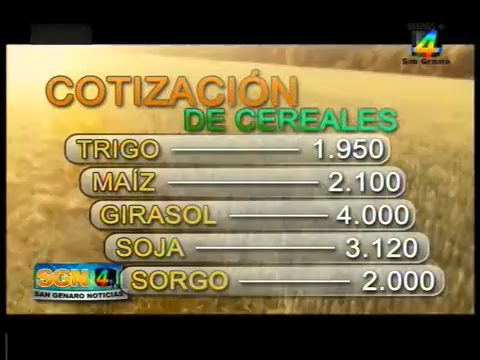 4
San Genaro
COTIZACIÓN
DE CEREALES
TRIGO 1.950
MAÍZ 2.100
GIRASOL 4.000
SOJA 3.120
SORGO 2.000
SGN 4
SAN GENARO NOTICIAS